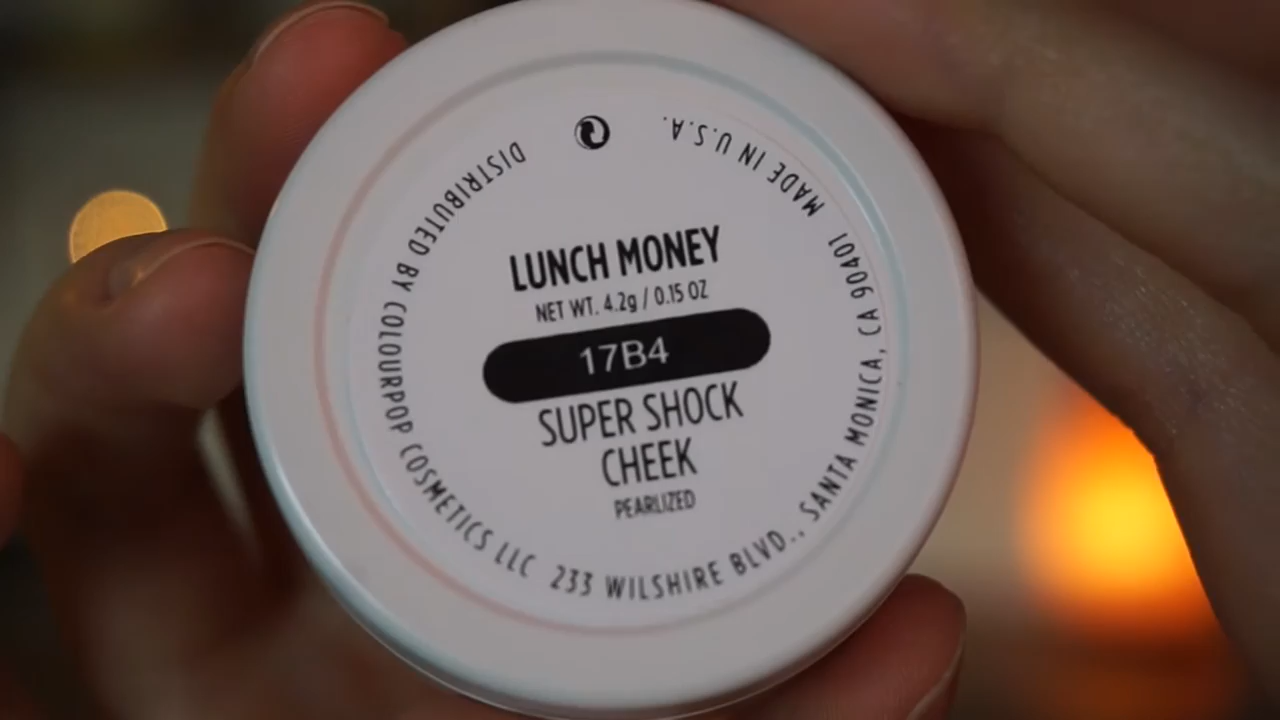 LUNCH MONEY
NET WT. 4.2g / 0.15 OZ
17B4
SUPER SHOCK
CHEEK
PEARLIZED
DISTRIBUTED BY COLOURPOP COSMETICS LLC 233 WILSHIRE BLVD., SANTA MONICA, CA 90401 MADE IN U.S.A.